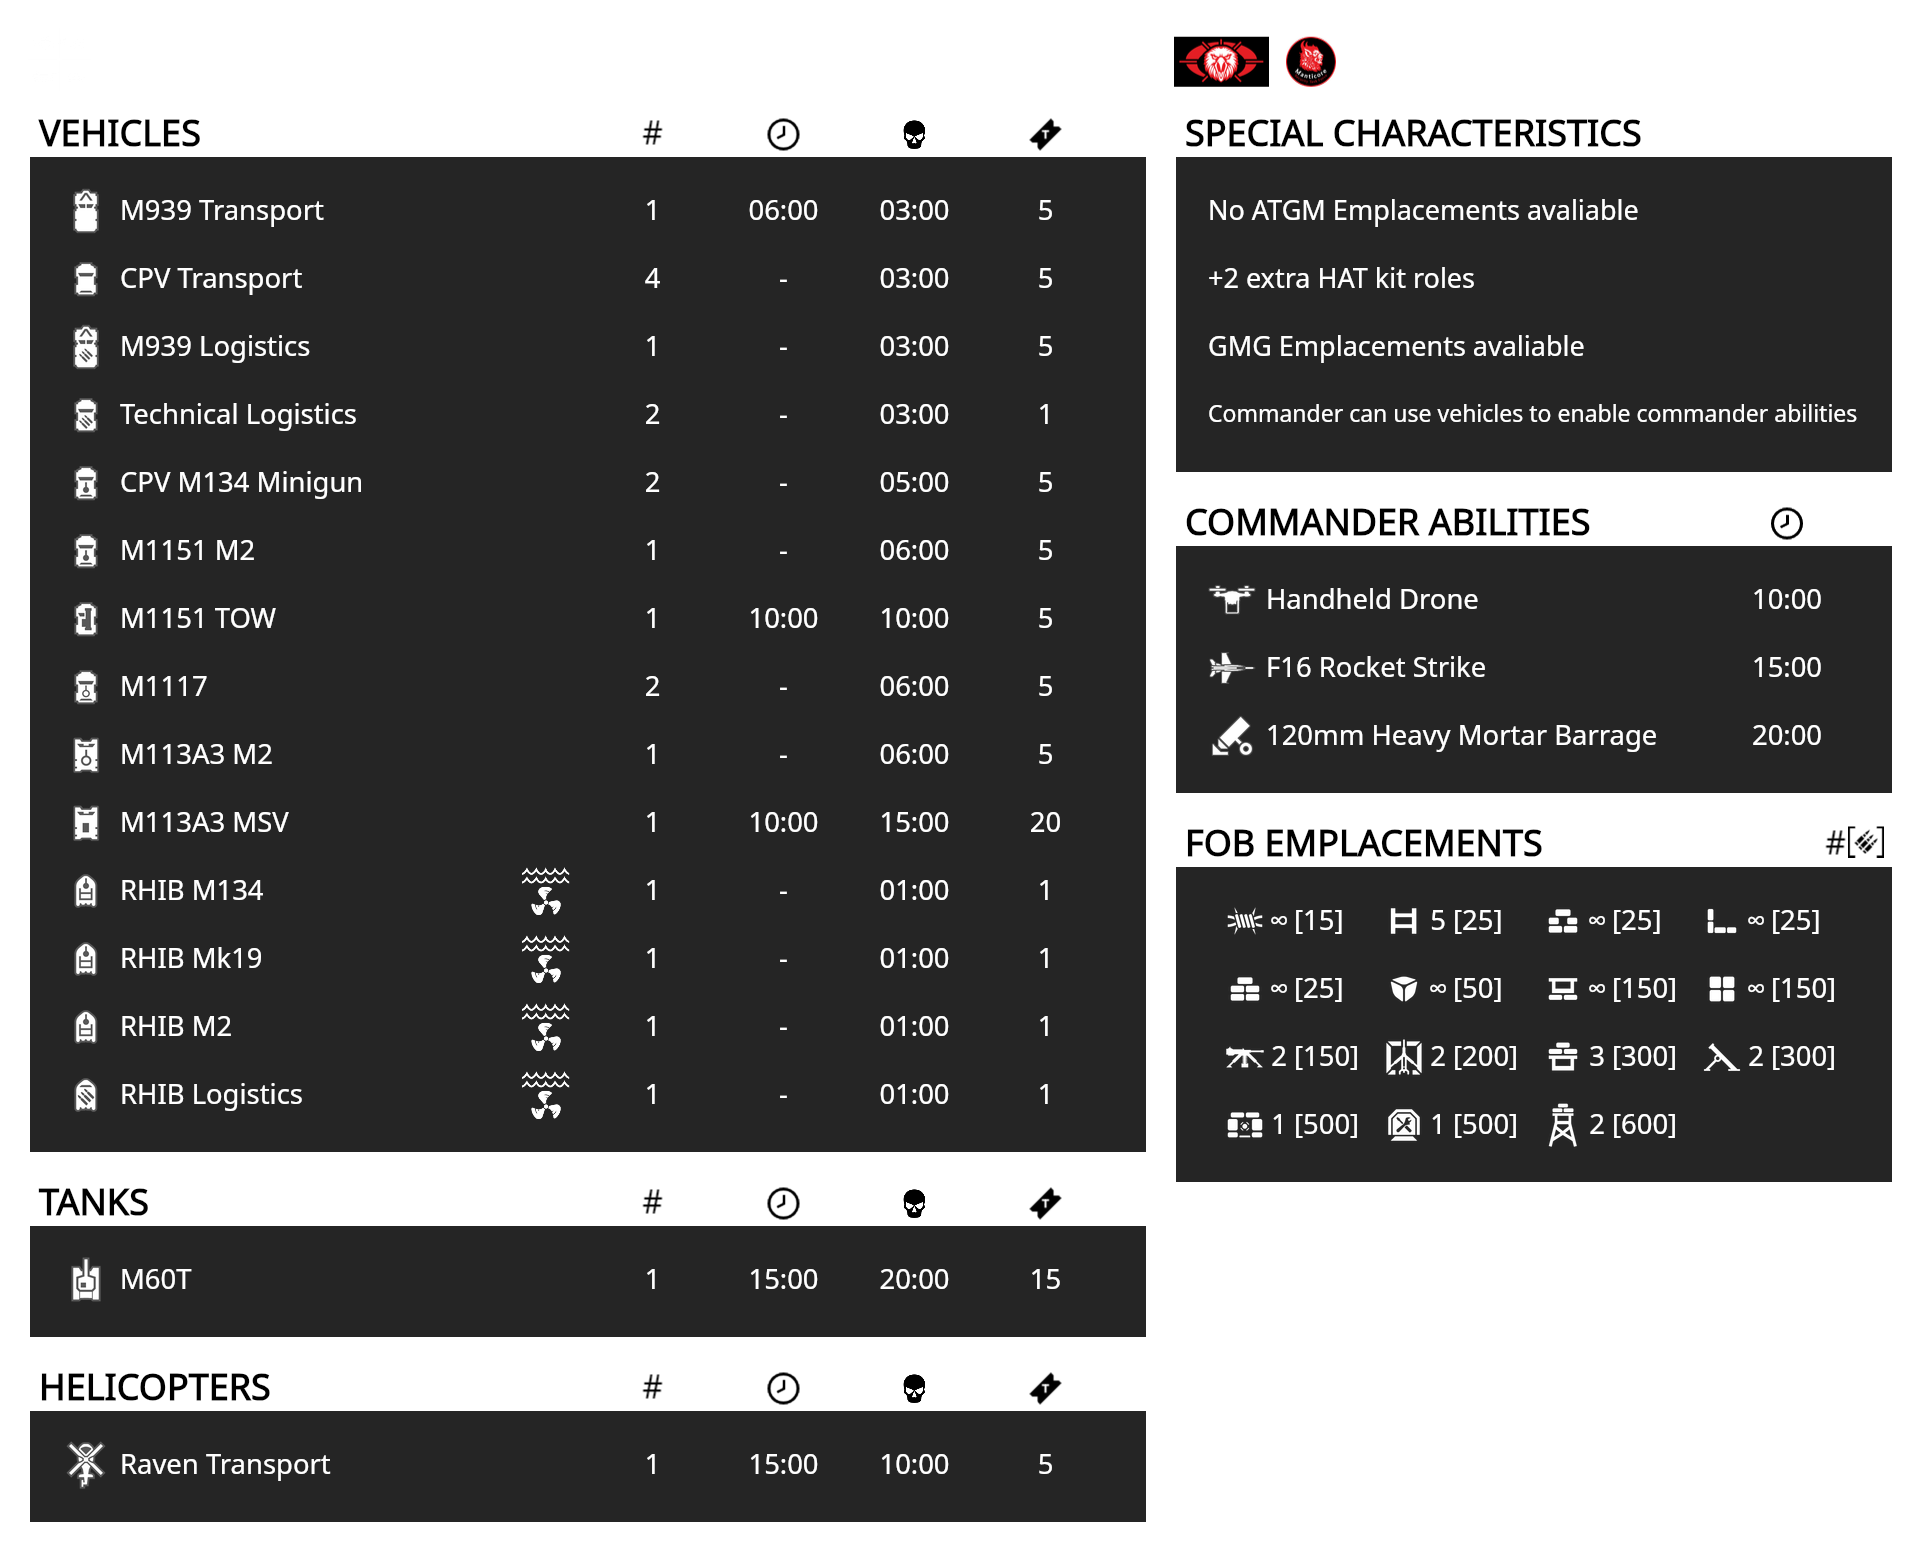 Manticore
VEHICLES #
M939 Transport 1 06:00 03:00 5
CPV Transport 4 - 03:00 5
M939 Logistics 1 - 03:00 5
Technical Logistics 2 - 03:00 1
CPV M134 Minigun 2 - 05:00 5
M1151 M2 1 - 06:00 5
M1151 TOW 1 10:00 10:00 5
M1117 2 - 06:00 5
M113A3 M2 1 - 06:00 5
M113A3 MSV 1 10:00 15:00 20
RHIB M134 1 - 01:00 1
RHIB Mk19 1 - 01:00 1
RHIB M2 1 - 01:00 1
RHIB Logistics 1 - 01:00 1
TANKS #
M60T 1 15:00 20:00 15
HELICOPTERS #
Raven Transport 1 15:00 10:00 5
SPECIAL CHARACTERISTICS
No ATGM Emplacements avaliable
+2 extra HAT kit roles
GMG Emplacements avaliable
Commander can use vehicles to enable commander abilities
COMMANDER ABILITIES
Handheld Drone 10:00
F16 Rocket Strike 15:00
120mm Heavy Mortar Barrage 20:00
FOB EMPLACEMENTS #[]
∞ [15] 5 [25] ∞ [25] ∞ [25]
∞ [25] ∞ [50] ∞ [150] ∞ [150]
2 [150] 2 [200] 3 [300] 2 [300]
1 [500] 1 [500] 2 [600]